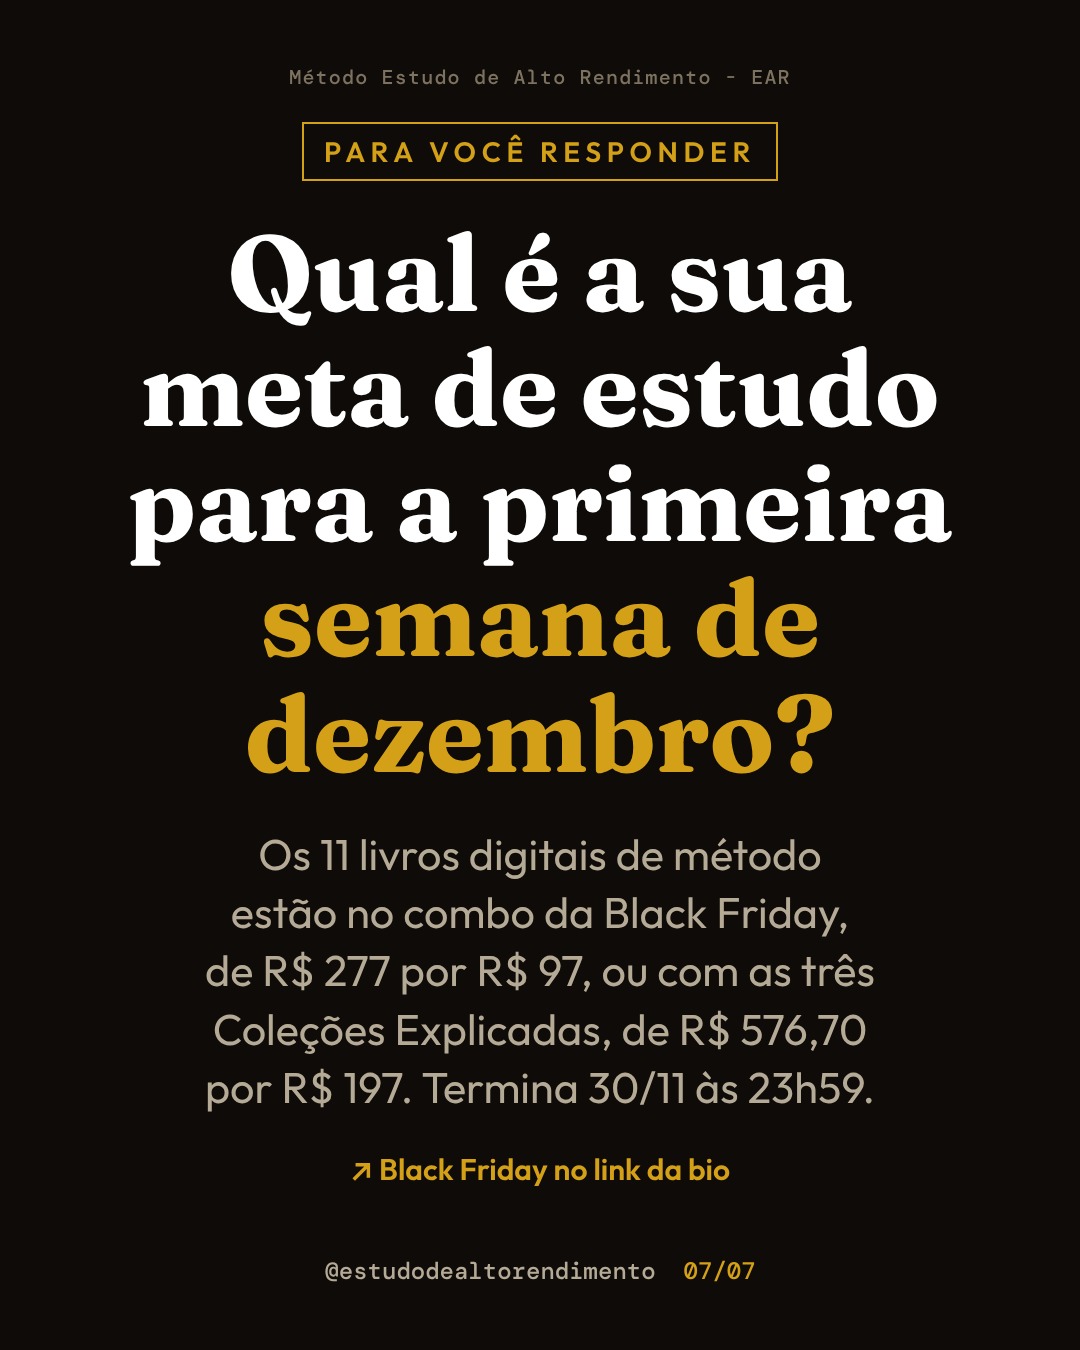 Método Estudo de Alto Rendimento - EAR
PARA VOCÊ RESPONDER
Qual é a sua
meta de estudo
para a primeira
semana de
dezembro?
Os 11 livros digitais de método
estão no combo da Black Friday,
de R$ 277 por R$ 97, ou com as três
Coleções Explicadas, de R$ 576,70
por R$ 197. Termina 30/11 às 23h59.
↗ Black Friday no link da bio
@estudodealtorendimento 07/07